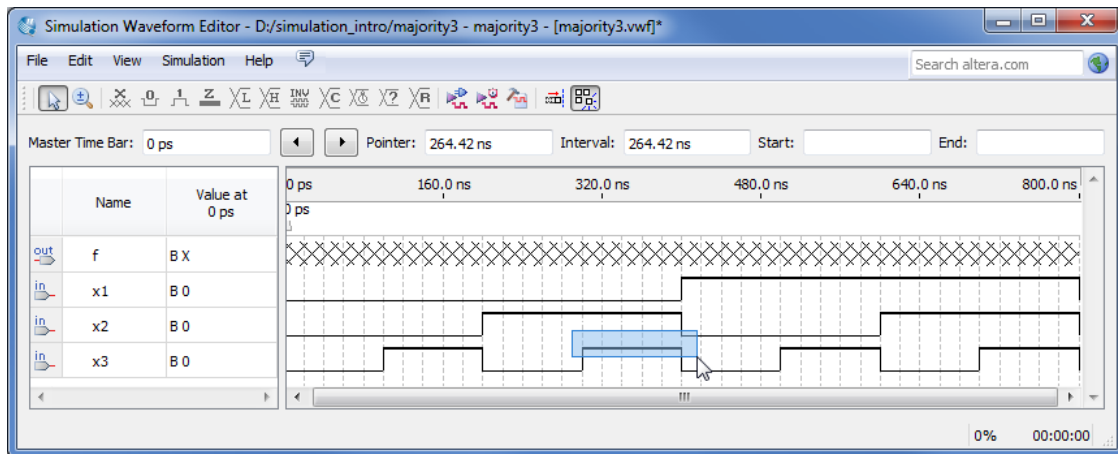 Simulation Waveform Editor - D:/simulation_intro/majority3 - majority3 - [majority3.vwf]*
File Edit View Simulation Help Search altera.com
Master Time Bar: 0 ps Pointer: 264.42 ns Interval: 264.42 ns Start: End:
Name Value at 0 ps
0 ps 160.0 ns 320.0 ns 480.0 ns 640.0 ns 800.0 ns
0 ps
out f B X
in x1 B 0
in x2 B 0
in x3 B 0
0% 00:00:00